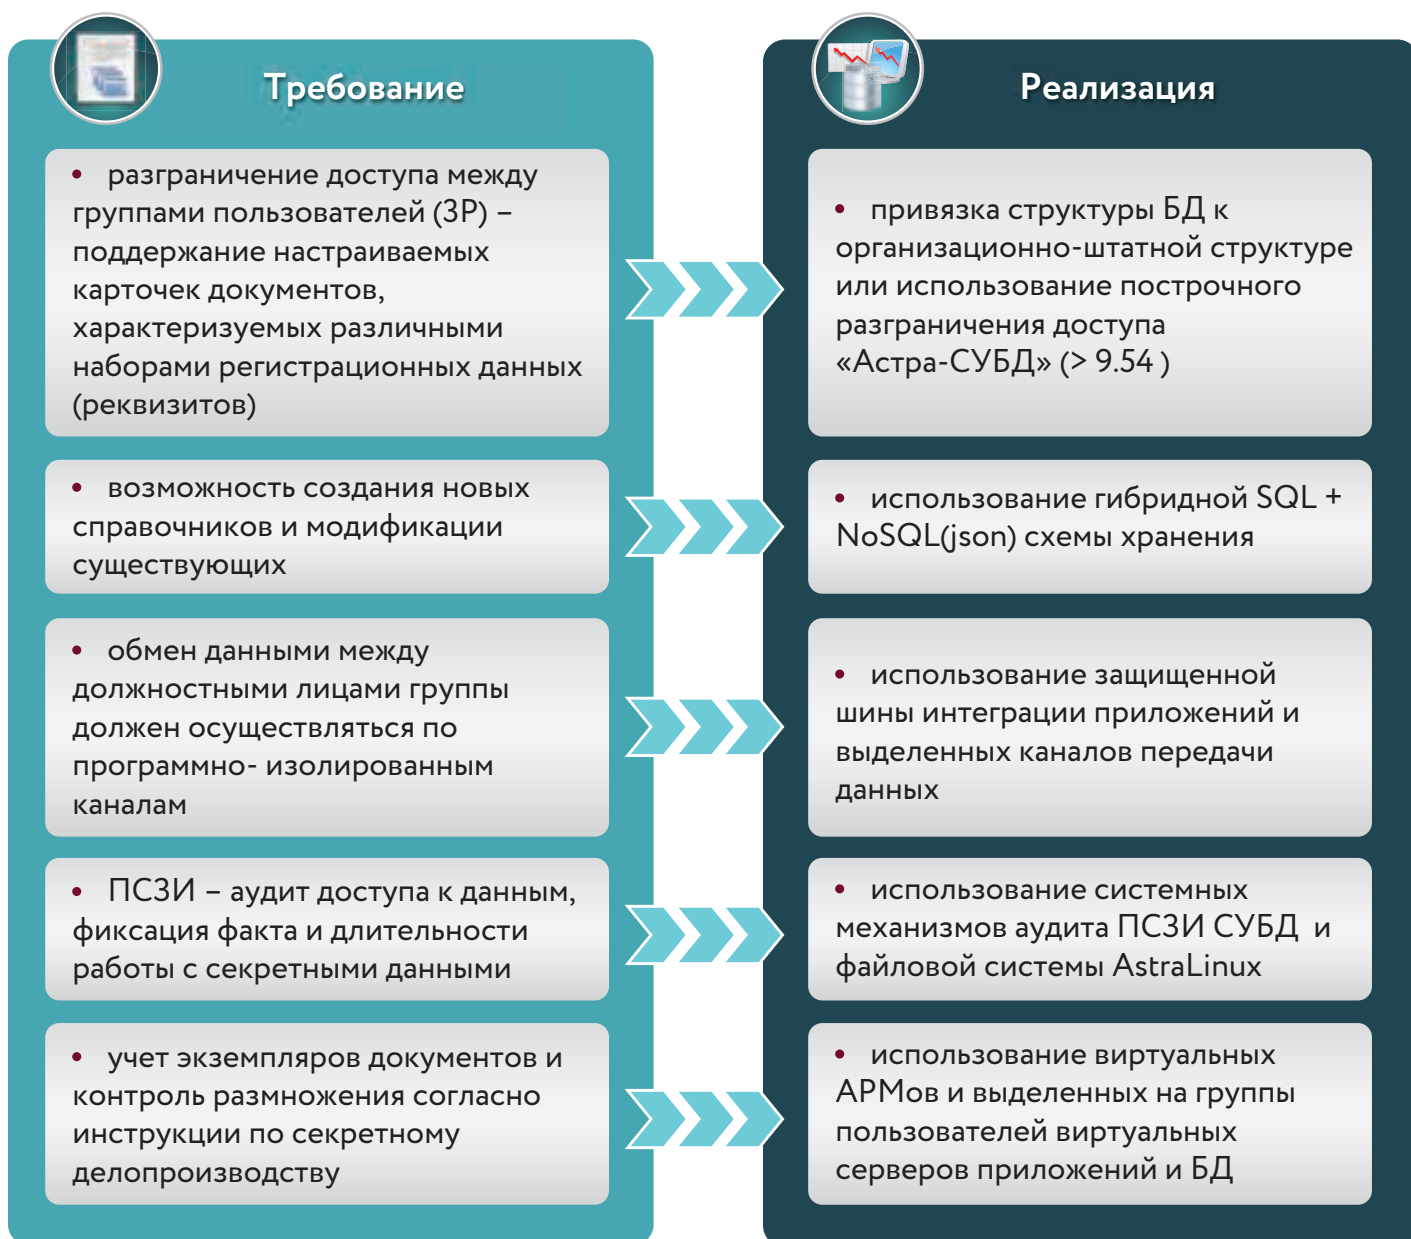 Требование
• разграничение доступа между
группами пользователей (ЗР) –
поддержание настраиваемых
карточек документов,
характеризуемых различными
наборами регистрационных данных
(реквизитов)
• возможность создания новых
справочников и модификации
существующих
• обмен данными между
должностными лицами группы
должен осуществляться по
программно- изолированным
каналам
• ПСЗИ – аудит доступа к данным,
фиксация факта и длительности
работы с секретными данными
• учет экземпляров документов и
контроль размножения согласно
инструкции по секретному
делопроизводству
Реализация
• привязка структуры БД к
организационно-штатной структуре
или использование построчного
разграничения доступа
«Астра-СУБД» (> 9.54 )
• использование гибридной SQL +
NoSQL(json) схемы хранения
• использование защищенной
шины интеграции приложений и
выделенных каналов передачи
данных
• использование системных
механизмов аудита ПСЗИ СУБД и
файловой системы AstraLinux
• использование виртуальных
АРМов и выделенных на группы
пользователей виртуальных
серверов приложений и БД